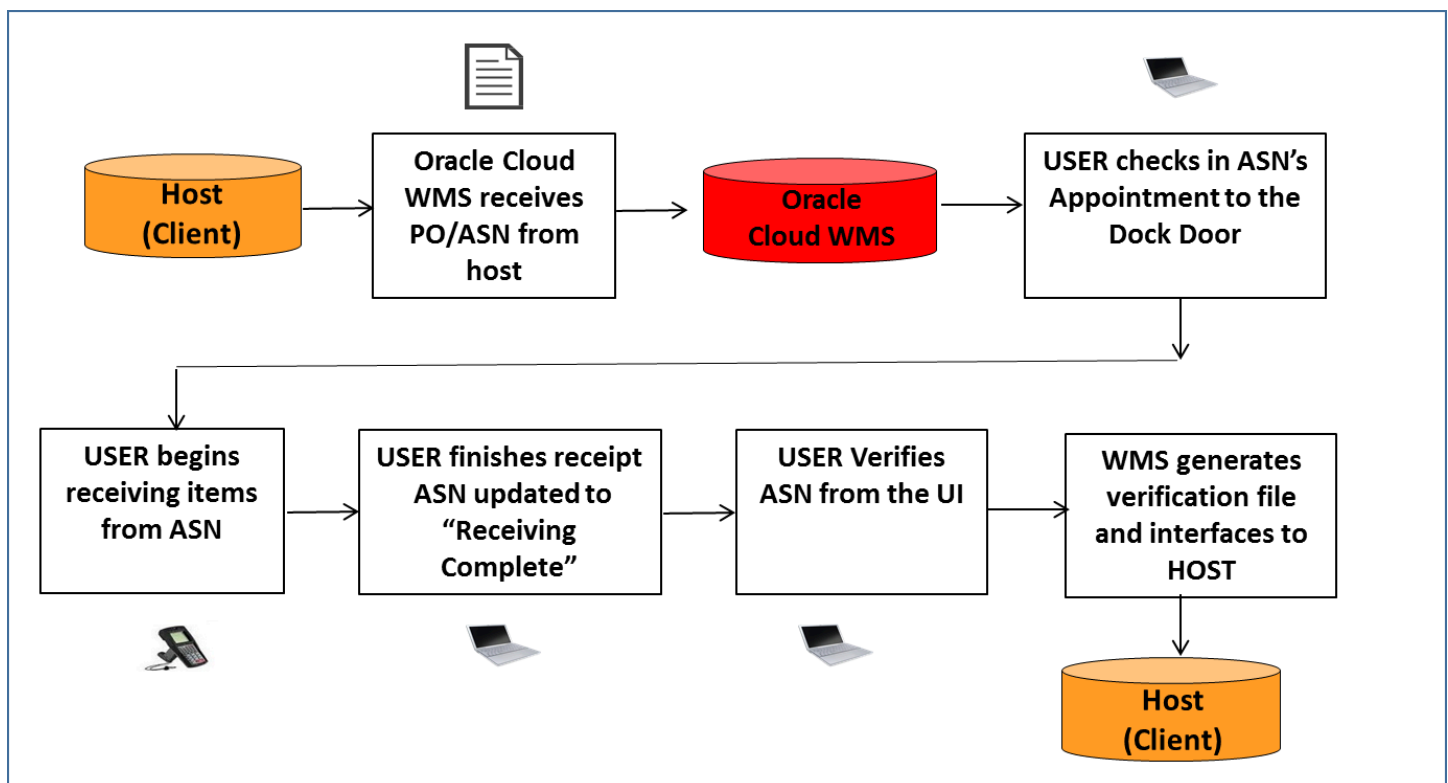 Host
(Client)
Oracle Cloud
WMS receives
PO/ASN from
host
Oracle
Cloud WMS
USER checks in ASN's
Appointment to the
Dock Door
USER begins
receiving items
from ASN
USER finishes receipt
ASN updated to
“Receiving
Complete”
USER Verifies
ASN from the UI
WMS generates
verification file
and interfaces to
HOST
Host
(Client)